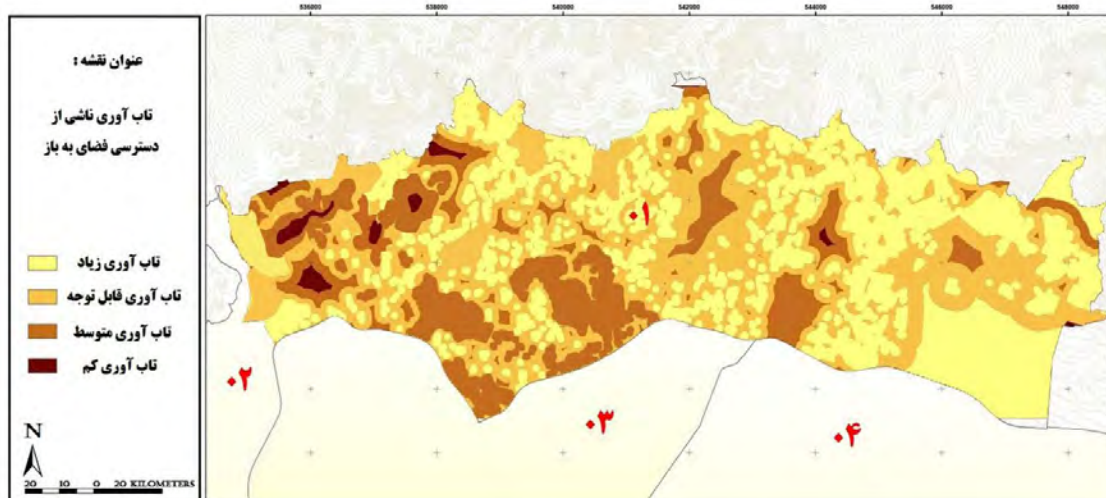 عنوان نقشه :
تاب آوری ناشی از
دسترسی فضای به باز
تاب آوری زیاد
تاب آوری قابل توجه
تاب آوری متوسط
تاب آوری کم
N
20 10 0 20 KILOMETERS
536000 538000 540000 542000 544000 546000 548000
۰۱
۰۲
۰۳
۰۴